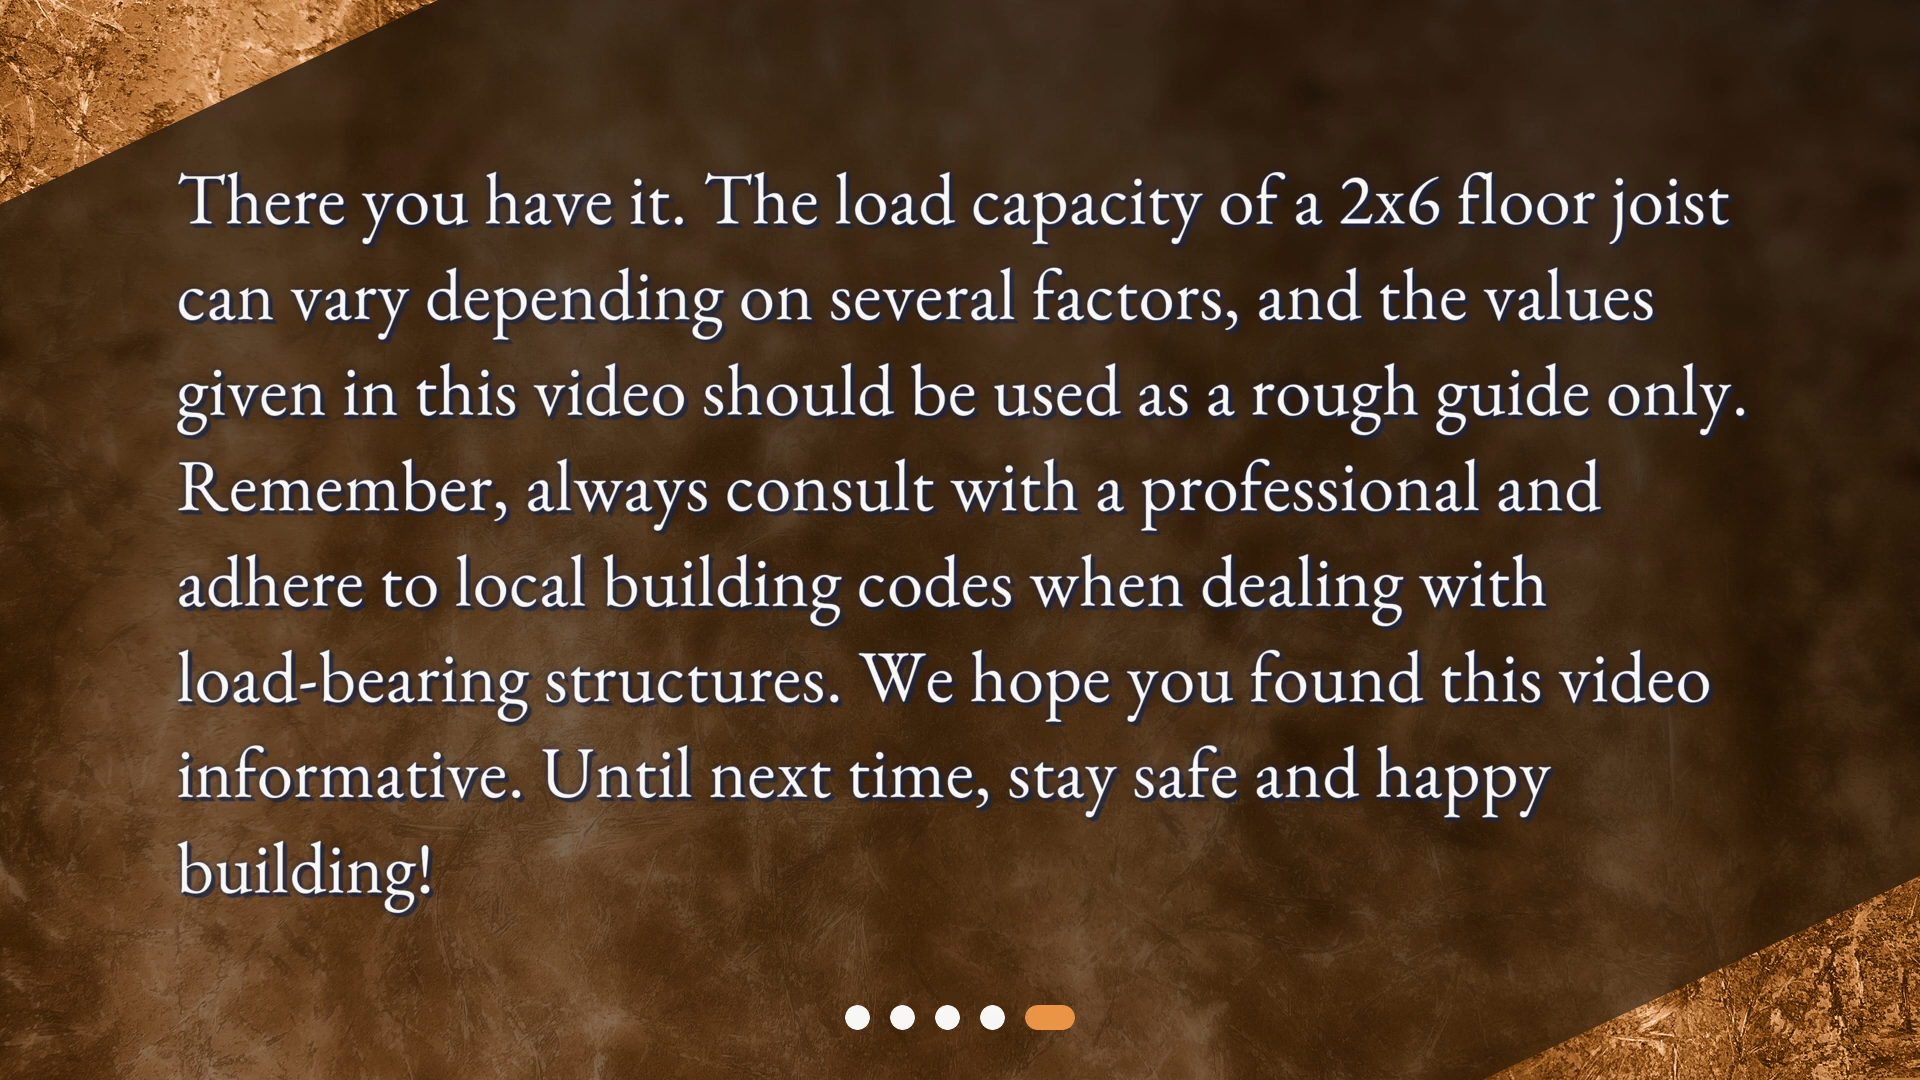 There you have it. The load capacity of a 2x6 floor joist
can vary depending on several factors, and the values
given in this video should be used as a rough guide only.
Remember, always consult with a professional and
adhere to local building codes when dealing with
load-bearing structures. We hope you found this video
informative. Until next time, stay safe and happy
building!